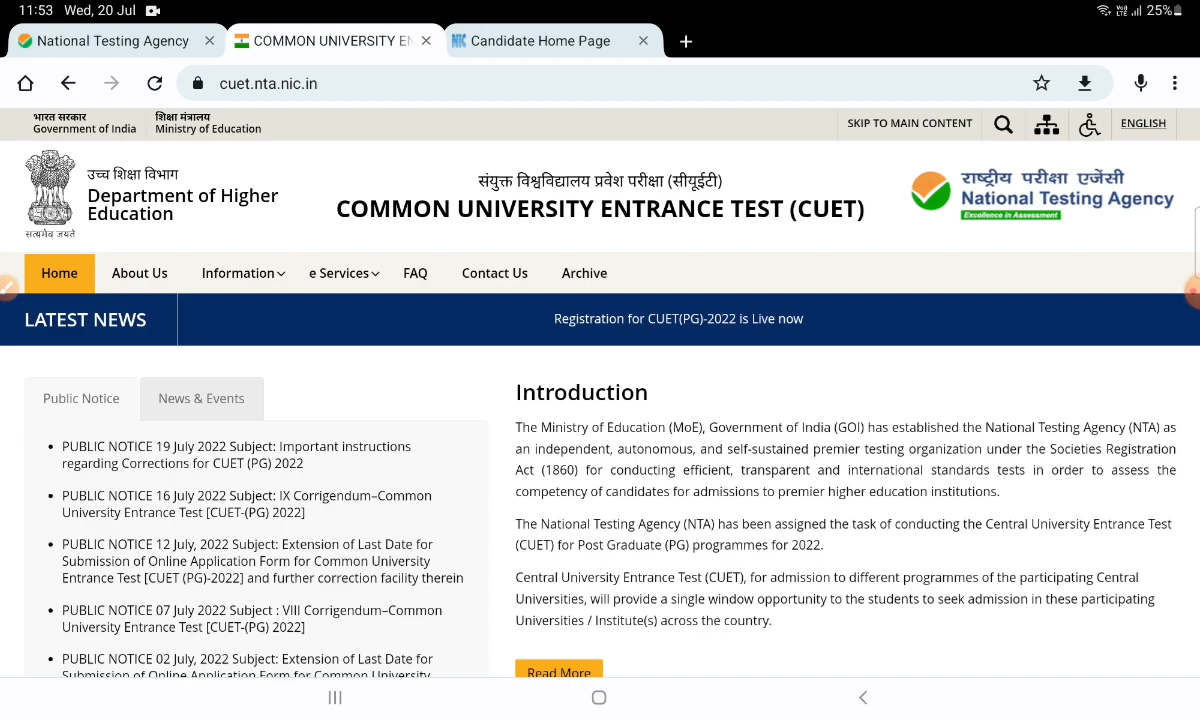 11:53 Wed, 20 Jul
25%
National Testing Agency
COMMON UNIVERSITY EN
NIC Candidate Home Page
cuet.nta.nic.in
भारत सरकार
Government of India
शिक्षा मंत्रालय
Ministry of Education
SKIP TO MAIN CONTENT
ENGLISH
उच्च शिक्षा विभाग
Department of Higher
Education
सत्यमेव जयते
संयुक्त विश्वविद्यालय प्रवेश परीक्षा (सीयूईटी)
COMMON UNIVERSITY ENTRANCE TEST (CUET)
राष्ट्रीय परीक्षा एजेंसी
National Testing Agency
Excellence in Assessment
Home About Us Information e Services FAQ Contact Us Archive
LATEST NEWS
Registration for CUET(PG)-2022 is Live now
Public Notice News & Events
PUBLIC NOTICE 19 July 2022 Subject: Important instructions
regarding Corrections for CUET (PG) 2022
PUBLIC NOTICE 16 July 2022 Subject: IX Corrigendum–Common
University Entrance Test [CUET-(PG) 2022]
PUBLIC NOTICE 12 July, 2022 Subject: Extension of Last Date for
Submission of Online Application Form for Common University
Entrance Test [CUET (PG)-2022] and further correction facility therein
PUBLIC NOTICE 07 July 2022 Subject : VIII Corrigendum–Common
University Entrance Test [CUET-(PG) 2022]
PUBLIC NOTICE 02 July, 2022 Subject: Extension of Last Date for
Submission of Online Application Form for Common University
Introduction
The Ministry of Education (MoE), Government of India (GOI) has established the National Testing Agency (NTA) as
an independent, autonomous, and self-sustained premier testing organization under the Societies Registration
Act (1860) for conducting efficient, transparent and international standards tests in order to assess the
competency of candidates for admissions to premier higher education institutions.
The National Testing Agency (NTA) has been assigned the task of conducting the Central University Entrance Test
(CUET) for Post Graduate (PG) programmes for 2022.
Central University Entrance Test (CUET), for admission to different programmes of the participating Central
Universities, will provide a single window opportunity to the students to seek admission in these participating
Universities / Institute(s) across the country.
Read More